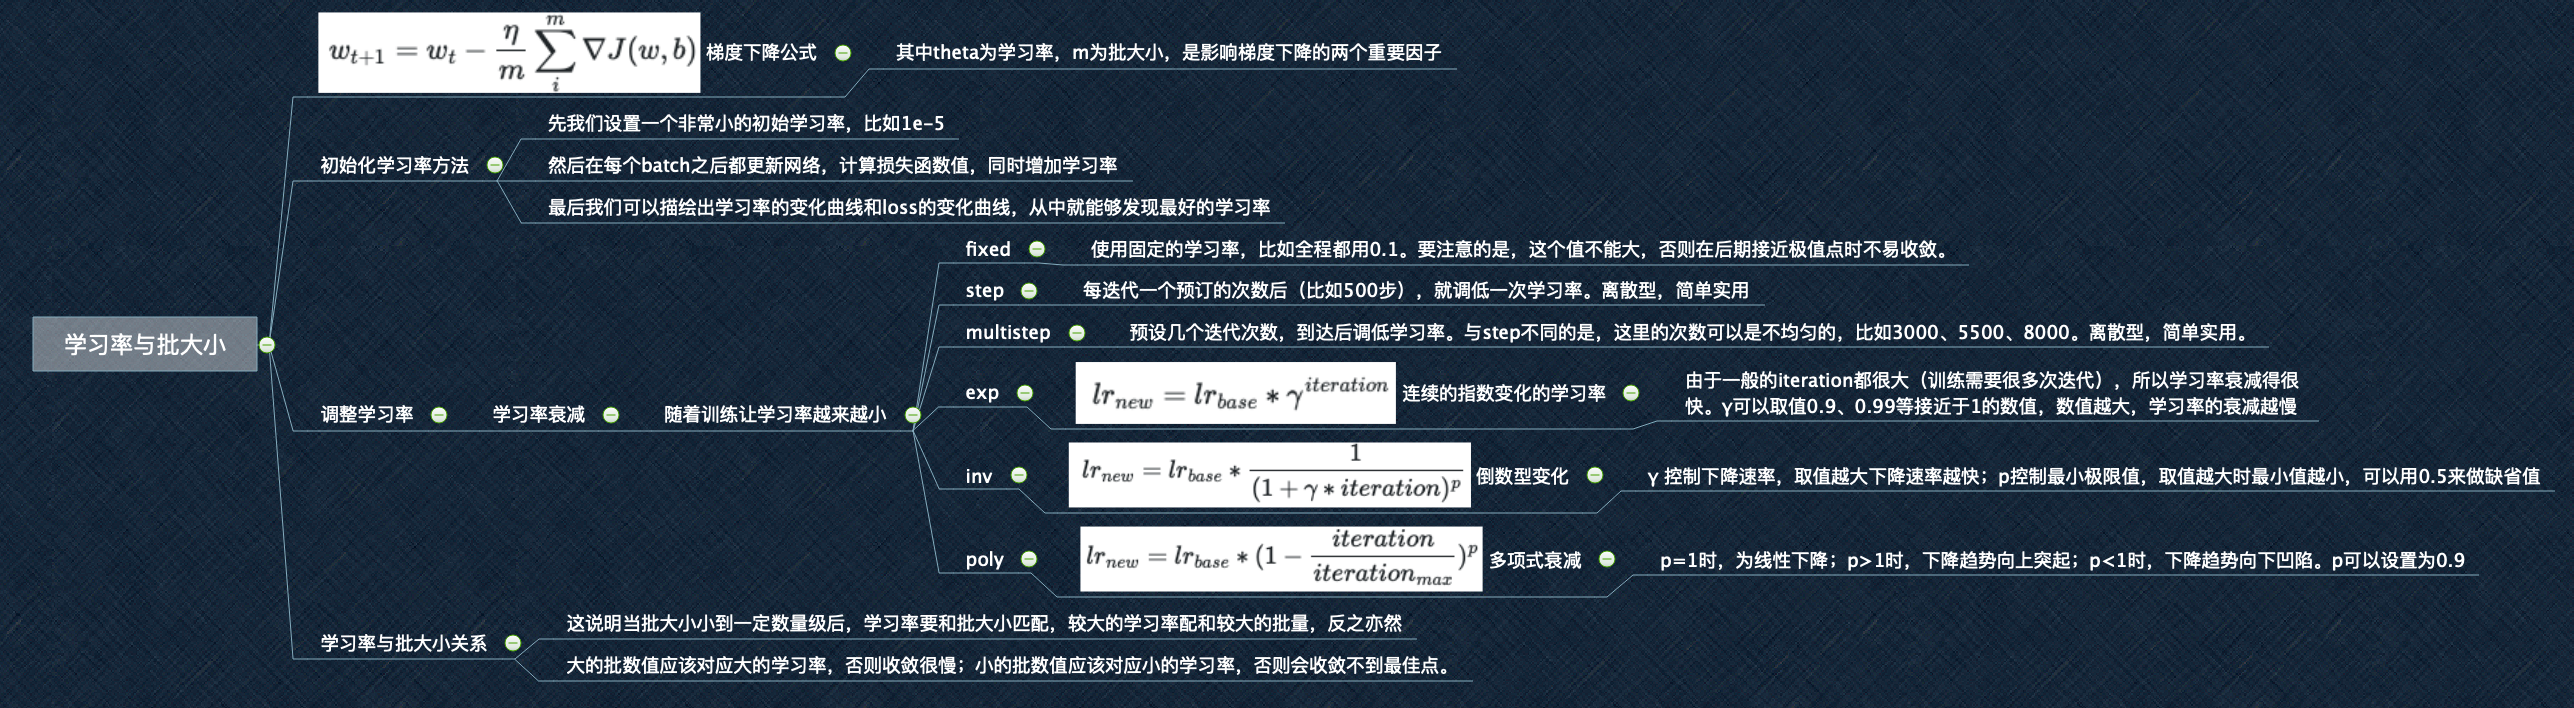 学习率与批大小
w_{t+1} = w_t − \frac{η}{m} \sum_{i}^{m} ∇J(w, b) 梯度下降公式
其中theta为学习率，m为批大小，是影响梯度下降的两个重要因子
初始化学习率方法
先我们设置一个非常小的初始学习率，比如1e-5
然后在每个batch之后都更新网络，计算损失函数值，同时增加学习率
最后我们可以描绘出学习率的变化曲线和loss的变化曲线，从中就能够发现最好的学习率
调整学习率
学习率衰减
随着训练让学习率越来越小
fixed
使用固定的学习率，比如全程都用0.1。要注意的是，这个值不能大，否则在后期接近极值点时不易收敛。
step
每迭代一个预订的次数后（比如500步），就调低一次学习率。离散型，简单实用
multistep
预设几个迭代次数，到达后调低学习率。与step不同的是，这里的次数可以是不均匀的，比如3000、5500、8000。离散型，简单实用。
exp
lr_{new} = lr_{base} * γ^{iteration} 连续的指数变化的学习率
由于一般的iteration都很大（训练需要很多次迭代），所以学习率衰减得很
快。γ可以取值0.9、0.99等接近于1的数值，数值越大，学习率的衰减越慢
inv
lr_{new} = lr_{base} * \frac{1}{(1 + γ * iteration)^p} 倒数型变化
γ 控制下降速率，取值越大下降速率越快；p控制最小极限值，取值越大时最小值越小，可以用0.5来做缺省值
poly
lr_{new} = lr_{base} * (1 − \frac{iteration}{iteration_{max}})^p 多项式衰减
p=1时，为线性下降；p>1时，下降趋势向上突起；p<1时，下降趋势向下凹陷。p可以设置为0.9
学习率与批大小关系
这说明当批大小小到一定数量级后，学习率要和批大小匹配，较大的学习率配和较大的批量，反之亦然
大的批数值应该对应大的学习率，否则收敛很慢；小的批数值应该对应小的学习率，否则会收敛不到最佳点。